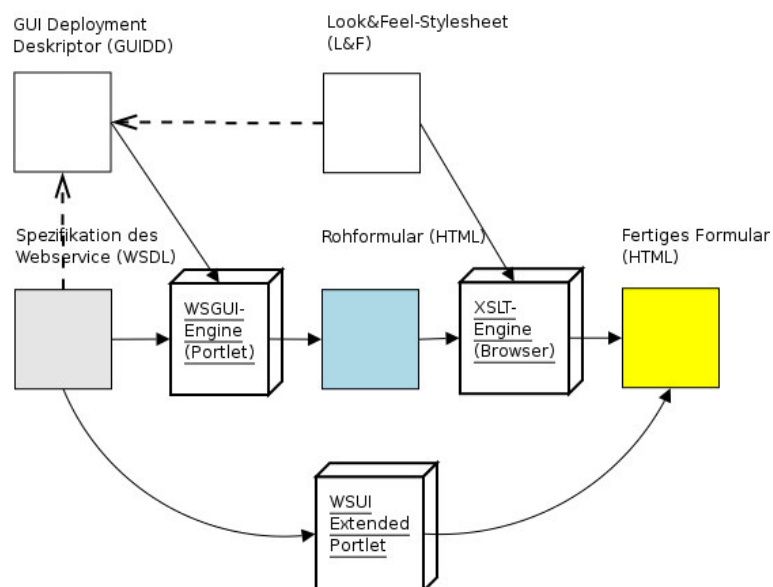 GUI Deployment
Deskriptor (GUIDD)
Look&Feel-Stylesheet
(L&F)
Spezifikation des
Webservice (WSDL)
Rohformular (HTML)
Fertiges Formular
(HTML)
WSGUI-
Engine
(Portlet)
XSLT-
Engine
(Browser)
WSUI
Extended
Portlet